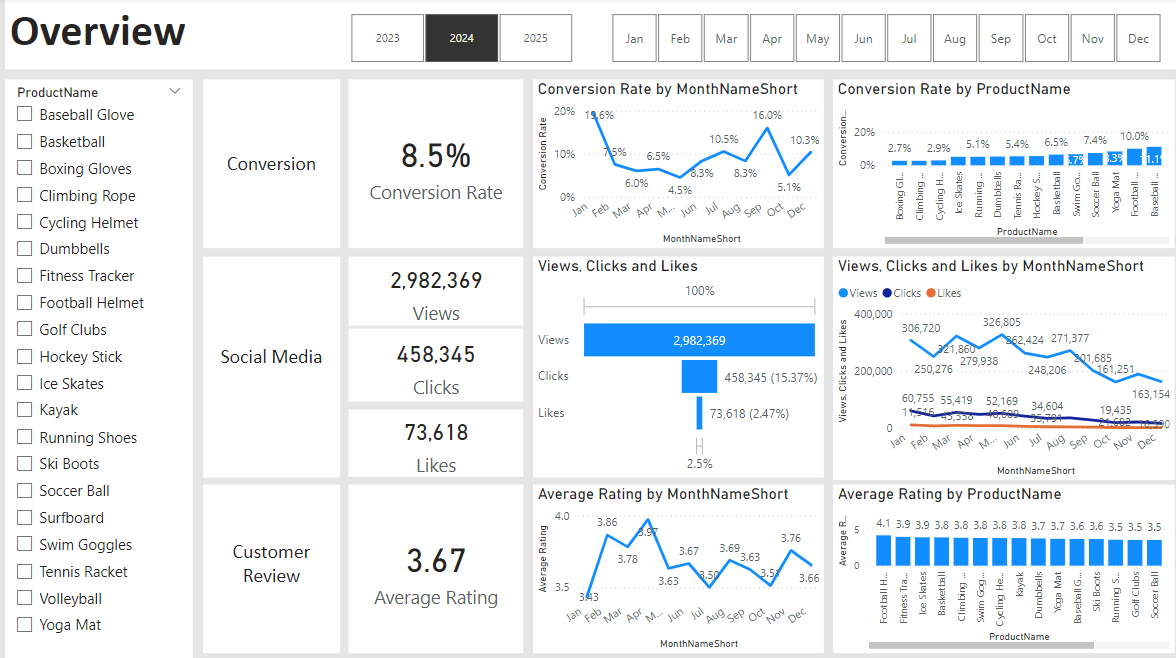 Overview
2023
2024
2025
Jan
Feb
Mar
Apr
May
Jun
Jul
Aug
Sep
Oct
Nov
Dec
ProductName
Baseball Glove
Basketball
Boxing Gloves
Climbing Rope
Cycling Helmet
Dumbbells
Fitness Tracker
Football Helmet
Golf Clubs
Hockey Stick
Ice Skates
Kayak
Running Shoes
Ski Boots
Soccer Ball
Surfboard
Swim Goggles
Tennis Racket
Volleyball
Yoga Mat
Conversion
8.5%
Conversion Rate
Conversion Rate by MonthNameShort
Conversion Rate
20%
10%
0%
19.6%
7.5%
6.0%
6.5%
4.5%
8.3%
10.5%
8.3%
16.0%
5.1%
10.3%
Jan
Feb
Mar
Apr
M...
Jun
Jul
Aug
Sep
Oct
Dec
MonthNameShort
Conversion Rate by ProductName
Conversion...
20%
0%
2.7%
2.9%
5.1%
5.4%
6.5%
7.4%
10.0%
11.1%
Boxing Gl...
Climbing ...
Cycling H...
Ice Skates
Running ...
Dumbbells
Tennis Ra...
Hockey S...
Basketball
Swim Go...
Soccer Ball
Yoga Mat
Football ...
Baseball ...
ProductName
Social Media
2,982,369
Views
458,345
Clicks
73,618
Likes
Views, Clicks and Likes
100%
Views
2,982,369
Clicks
458,345 (15.37%)
Likes
73,618 (2.47%)
2.5%
Views, Clicks and Likes by MonthNameShort
Views
Clicks
Likes
Views, Clicks and Likes
400,000
200,000
0
306,720
250,276
321,860
279,938
326,805
262,424
248,206
271,377
201,685
161,251
163,154
60,755
55,419
52,169
34,604
19,435
Jan
Feb
Mar
Apr
M...
Jun
Jul
Aug
Sep
Oct
Nov
Dec
MonthNameShort
Customer
Review
3.67
Average Rating
Average Rating by MonthNameShort
Average Rating
4.0
3.5
3.43
3.86
3.78
3.97
3.63
3.67
3.50
3.69
3.63
3.76
3.66
Jan
Feb
Mar
Apr
M...
Jun
Jul
Aug
Sep
Oct
Nov
Dec
MonthNameShort
Average Rating by ProductName
Average R...
5
0
4.1
3.9
3.9
3.8
3.8
3.8
3.8
3.8
3.7
3.7
3.6
3.6
3.5
3.5
3.5
Football H...
Fitness Tra...
Ice Skates
Basketball
Climbing ...
Swim Gog...
Cycling He...
Kayak
Dumbbells
Yoga Mat
Baseball G...
Ski Boots
Running S...
Golf Clubs
Soccer Ball
ProductName